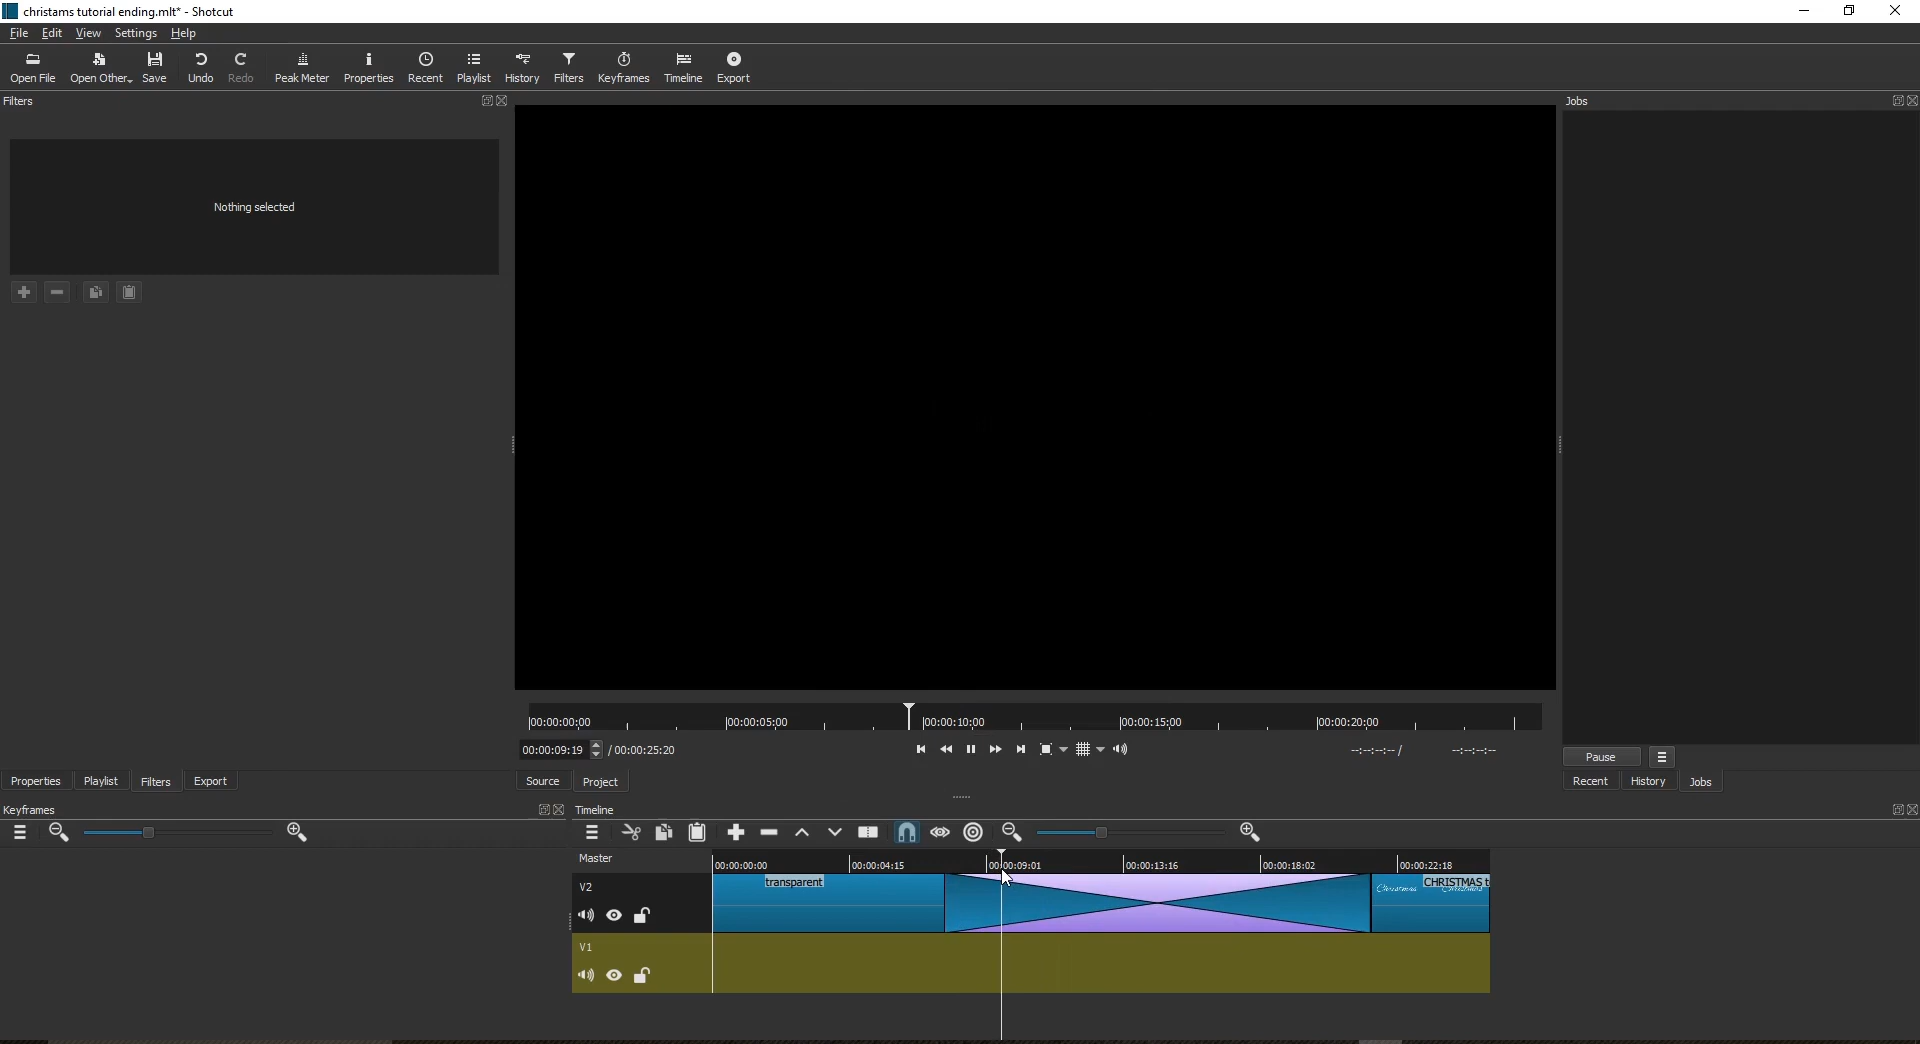 christams tutorial ending.mlt* - Shotcut
File Edit View Settings Help
Open File Open Other Save Undo Redo Peak Meter Properties Recent Playlist History Filters Keyframes Timeline Export
Filters
Jobs
Nothing selected
00:00:00:00 00:00:05:00 00:00:10:00 00:00:15:00 00:00:20:00
00:00:09:19 / 00:00:25:20 --:--:--:-- / --:--:--:--
Pause
Properties Playlist Filters Export Source Project Recent History Jobs
Keyframes Timeline
Master 00:00:00:00 00:00:04:15 00:00:09:01 00:00:13:16 00:00:18:02 00:00:22:18
V2 transparent CHRISTMAS t
Christmas Christmas
V1